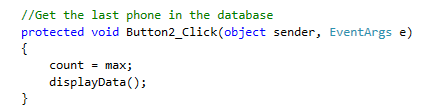 //Get the last phone in the database
protected void Button2_Click(object sender, EventArgs e)
{
    count = max;
    displayData();
}